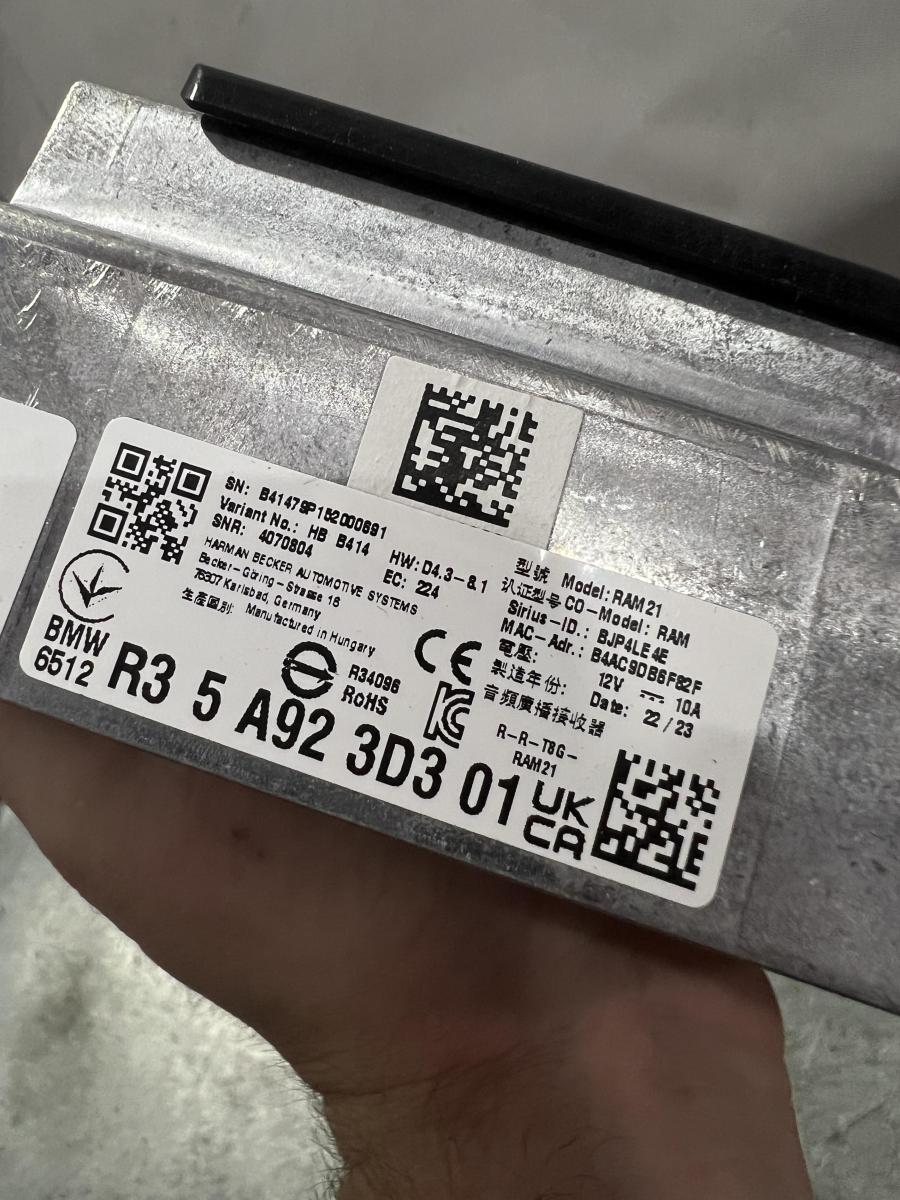 SN: B41479P152000691
Variant No.: HB B414
SNR: 4070804
HW: D4.3-8.1
EC: 224
HARMAN BECKER AUTOMOTIVE SYSTEMS
Becker-Göring-Strasse 16
76307 Karlsbad, Germany
生產國別: Manufactured in Hungary
型號 Model: RAM21
认证型号 CO-Model: RAM
Sirius-ID.: BJP4LE4E
MAC-Adr.: B4AC9DB6F82F
電壓: 12V 10A
製造年份: Date: 22/23
音頻廣播接收器
R-R-T8G-
RAM21
R34096
RoHS
CE
BMW
6512
R3 5 A92 3D3 01
UK
CA